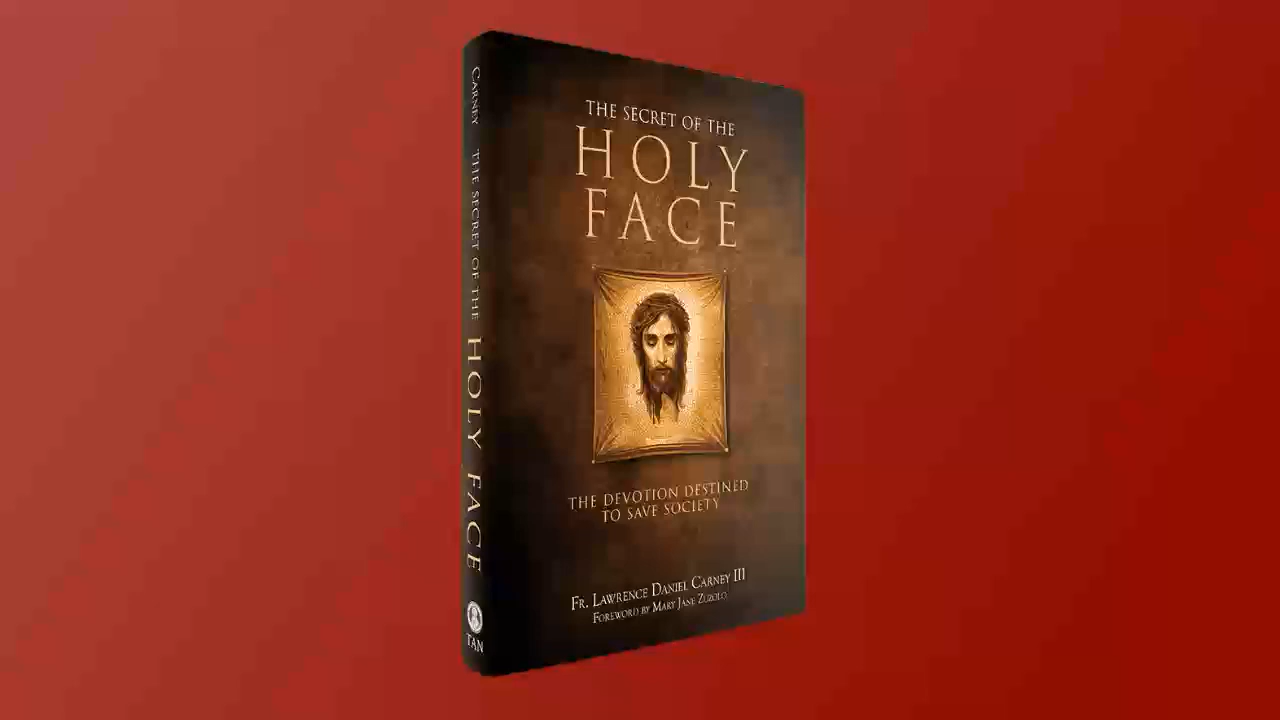 CARNEY THE SECRET OF THE HOLY FACE
TAN
THE SECRET OF THE
HOLY
FACE
THE DEVOTION DESTINED
TO SAVE SOCIETY
FR. LAWRENCE DANIEL CARNEY III
FOREWORD BY MARY JANE ZUZOLO